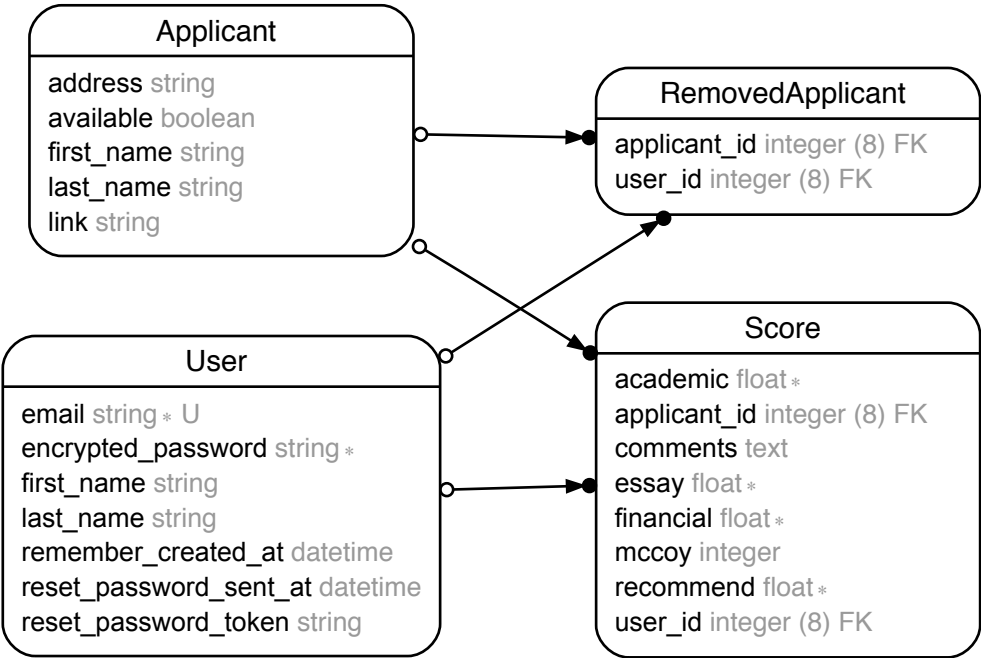 Applicant
address string
available boolean
first_name string
last_name string
link string
RemovedApplicant
applicant_id integer (8) FK
user_id integer (8) FK
User
email string * U
encrypted_password string *
first_name string
last_name string
remember_created_at datetime
reset_password_sent_at datetime
reset_password_token string
Score
academic float *
applicant_id integer (8) FK
comments text
essay float *
financial float *
mccoy integer
recommend float *
user_id integer (8) FK